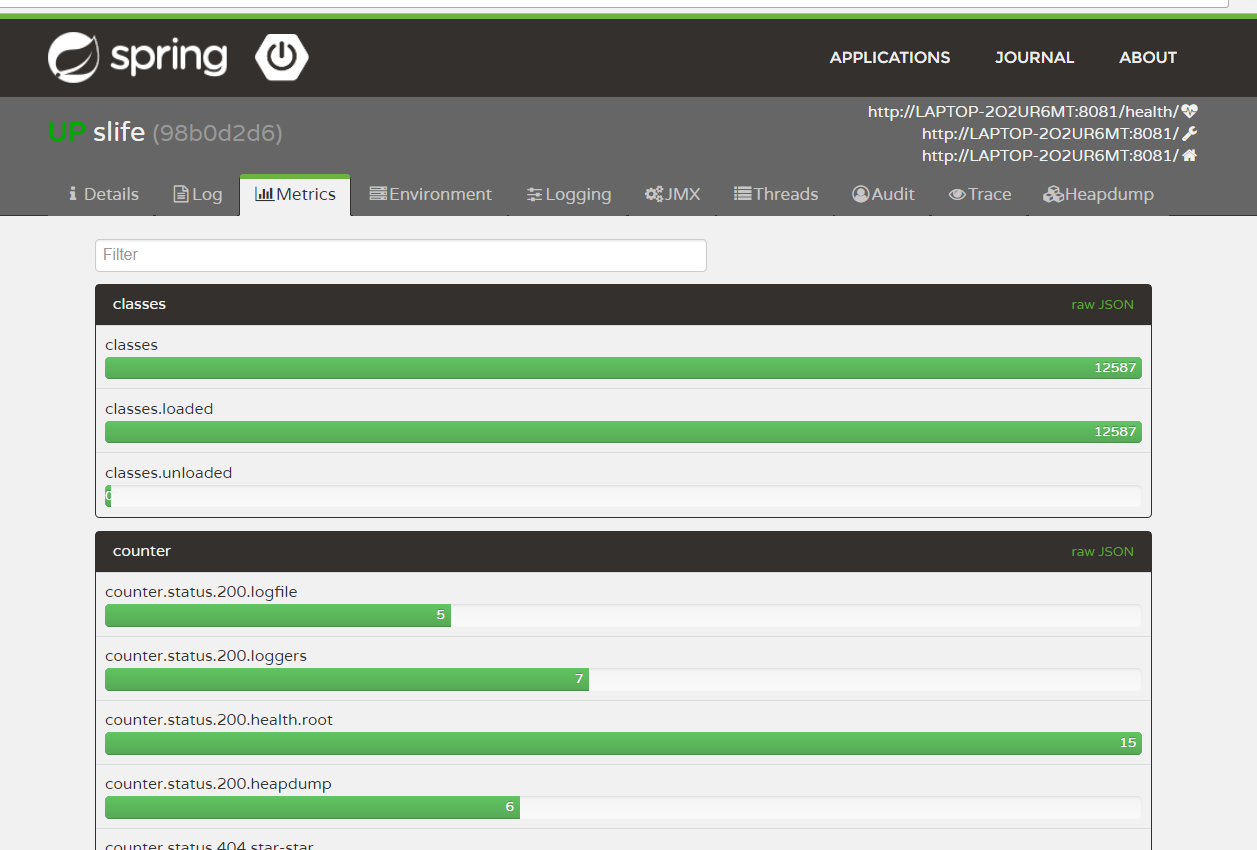 spring
APPLICATIONS JOURNAL ABOUT
UP slife (98b0d2d6)
http://LAPTOP-2O2UR6MT:8081/health/
http://LAPTOP-2O2UR6MT:8081/
http://LAPTOP-2O2UR6MT:8081/
Details Log Metrics Environment Logging JMX Threads Audit Trace Heapdump
Filter
classes raw JSON
classes
12587
classes.loaded
12587
classes.unloaded
0
counter raw JSON
counter.status.200.logfile
5
counter.status.200.loggers
7
counter.status.200.health.root
15
counter.status.200.heapdump
6
counter.status.404.star-star